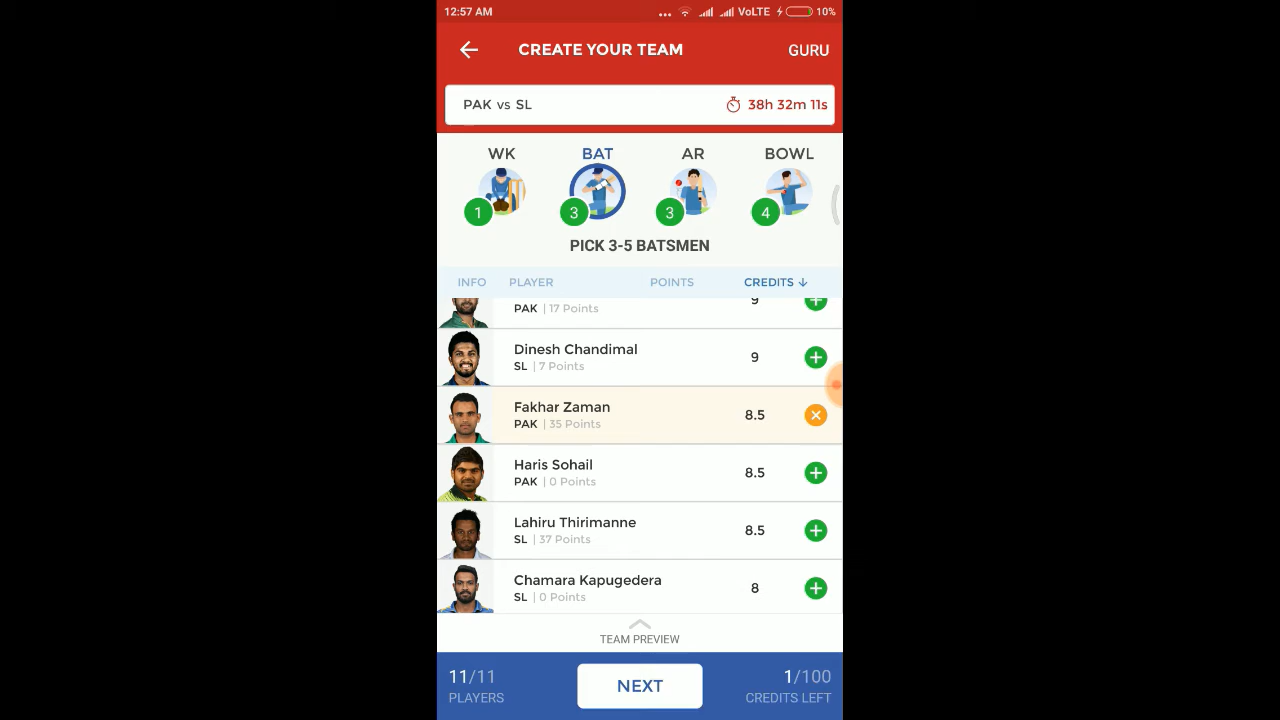 12:57 AM
... VoLTE 10%
CREATE YOUR TEAM
GURU
PAK vs SL
38h 32m 11s
WK BAT AR BOWL
1 3 3 4
PICK 3-5 BATSMEN
INFO PLAYER POINTS CREDITS ↓
PAK | 17 Points 9
Dinesh Chandimal
SL | 7 Points
9
Fakhar Zaman
PAK | 35 Points
8.5
Haris Sohail
PAK | 0 Points
8.5
Lahiru Thirimanne
SL | 37 Points
8.5
Chamara Kapugedera
SL | 0 Points
8
TEAM PREVIEW
11/11
PLAYERS
NEXT
1/100
CREDITS LEFT